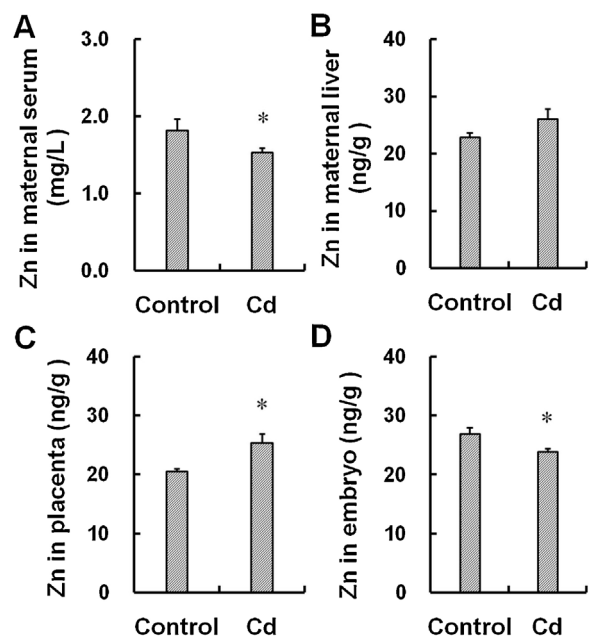 A
Zn in maternal serum
(mg/L)
3.0
2.0
1.0
0.0
*
Control Cd
B
Zn in maternal liver
(ng/g)
40
30
20
10
0
Control Cd
C
Zn in placenta (ng/g)
40
30
20
10
0
*
Control Cd
D
Zn in embryo (ng/g)
40
30
20
10
0
*
Control Cd